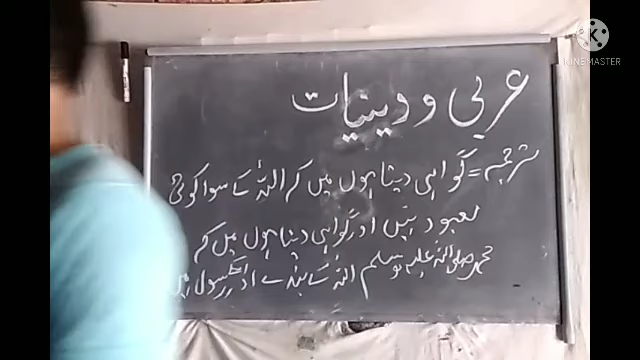 KINEMASTER
عربی و دینیات
ترجمہ = گواہی دیتا ہوں میں کہ اللہ کے سوا کوئی
معبود نہیں اور گواہی دیتا ہوں میں کہ
محمد صلی اللہ علیہ وسلم اللہ کے بندے اور اسکے رسول ہیں